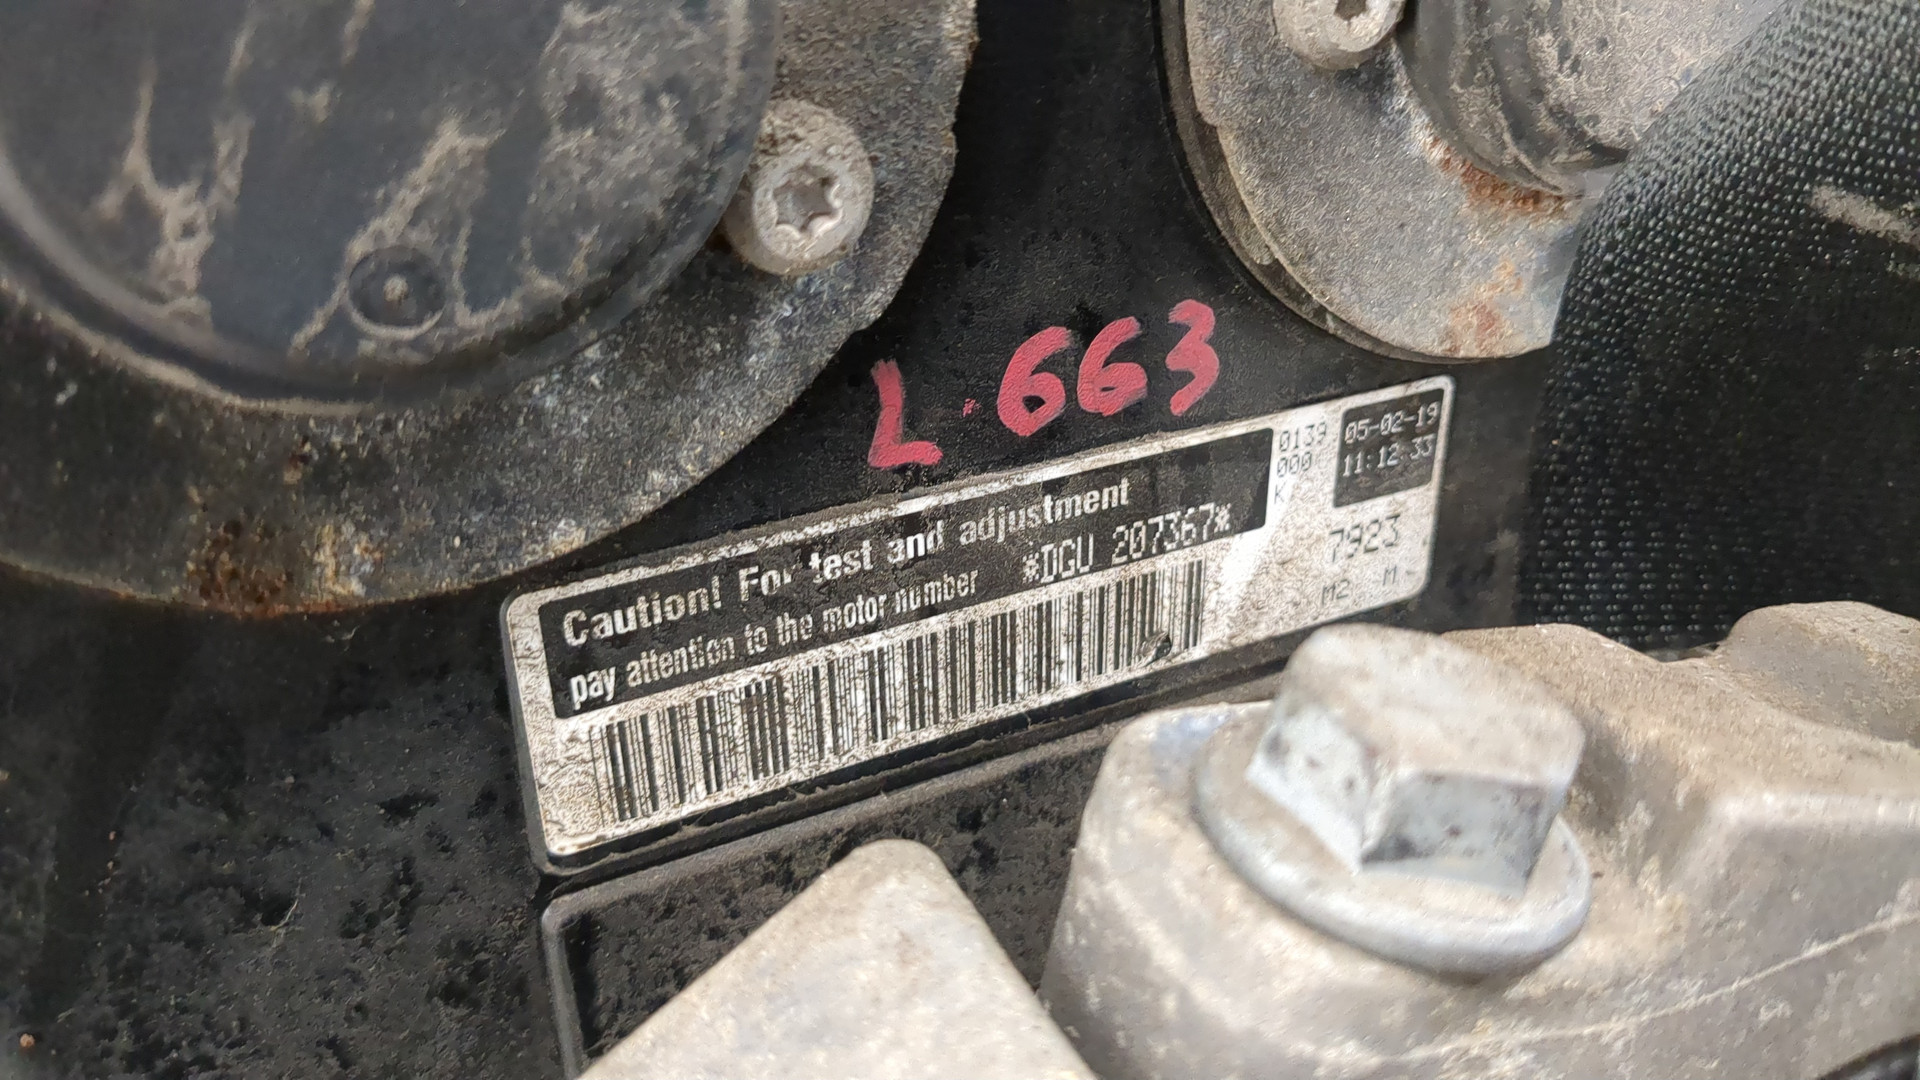 L.663
Caution! For test and adjustment
pay attention to the motor number
*DGU 207367*
0139
000
K
05-02-19
11:12 33
7923
M2 M